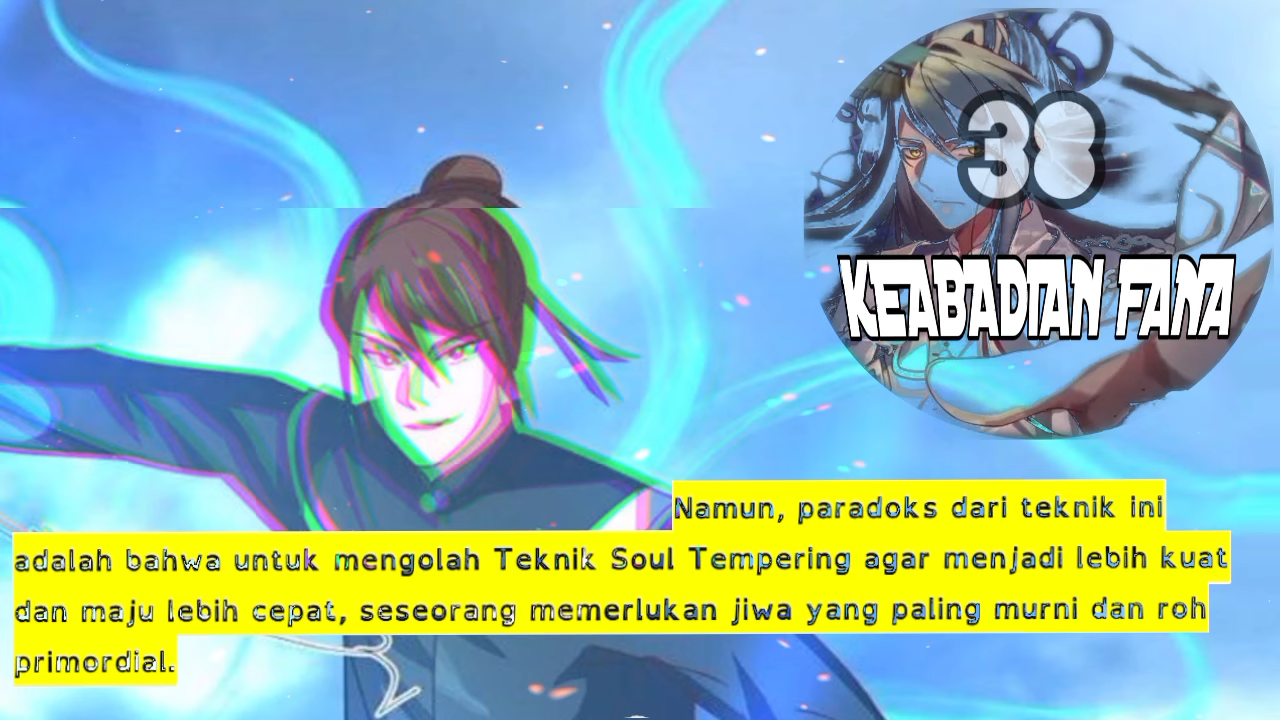 38
KEABADIAN FANA
Namun, paradoks dari teknik ini
adalah bahwa untuk mengolah Teknik Soul Tempering agar menjadi lebih kuat
dan maju lebih cepat, seseorang memerlukan jiwa yang paling murni dan roh
primordial.